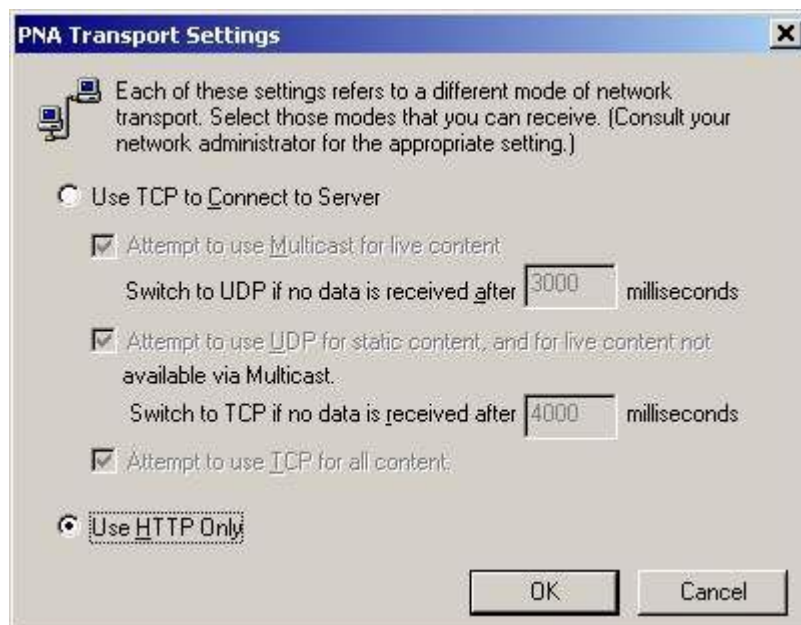 PNA Transport Settings
Each of these settings refers to a different mode of network
transport. Select those modes that you can receive. (Consult your
network administrator for the appropriate setting.)
Use TCP to Connect to Server
Attempt to use Multicast for live content
Switch to UDP if no data is received after 3000 milliseconds
Attempt to use UDP for static content, and for live content not
available via Multicast.
Switch to TCP if no data is received after 4000 milliseconds
Attempt to use TCP for all content.
Use HTTP Only
OK Cancel